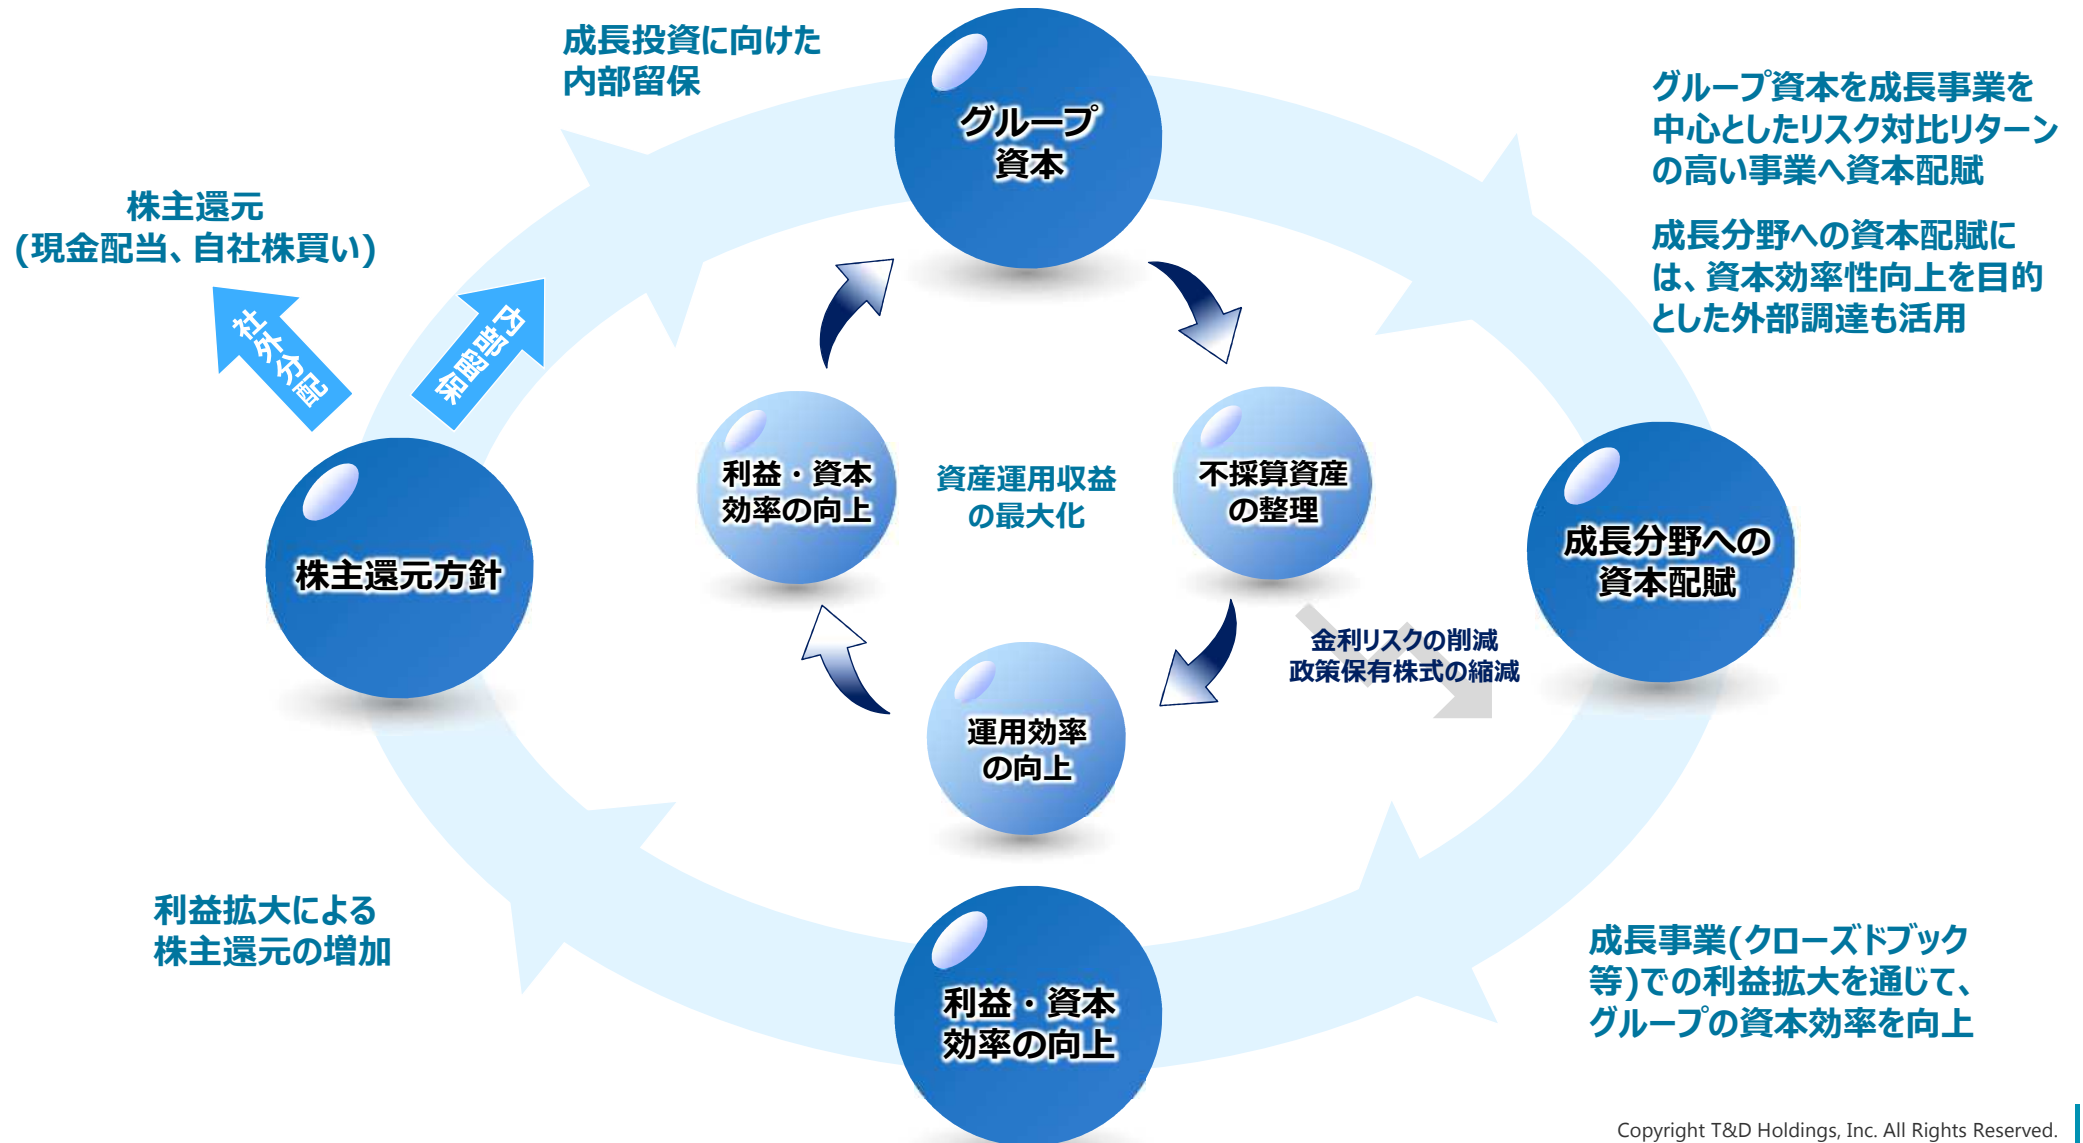 成長投資に向けた
内部留保
グループ
資本
グループ資本を成長事業を
中心としたリスク対比リターン
の高い事業へ資本配賦
成長分野への資本配賦に
は、資本効率性向上を目的
とした外部調達も活用
株主還元
(現金配当、自社株買い)
社外分配
内部留保
利益・資本
効率の向上
資産運用収益
の最大化
不採算資産
の整理
株主還元方針
成長分野への
資本配賦
金利リスクの削減
政策保有株式の縮減
運用効率
の向上
利益拡大による
株主還元の増加
利益・資本
効率の向上
成長事業(クローズドブック
等)での利益拡大を通じて、
グループの資本効率を向上
Copyright T&D Holdings, Inc. All Rights Reserved.